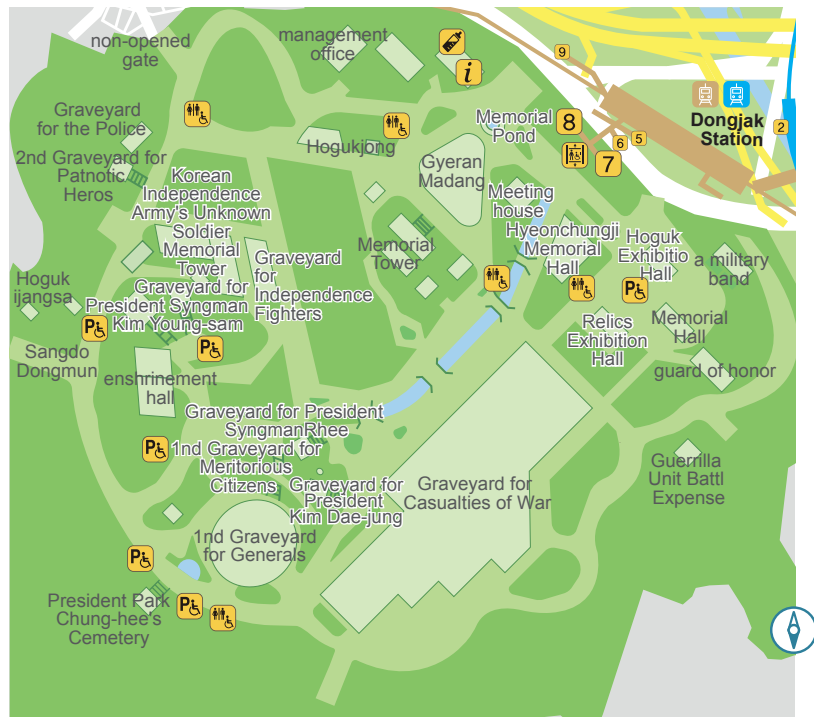 non-opened
gate
management
office
i
9
Graveyard
for the Police
Memorial
Pond
8
7
6
5
Dongjak
Station
2
2nd Graveyard for
Patnotic
Heros
Hogukjong
Gyeran
Madang
Korean
Independence
Army's Unknown
Soldier
Memorial
Tower
Meeting
house
Hyeonchungji
Memorial
Hall
Memorial
Tower
Graveyard
for
Independence
Fighters
Hoguk
Exhibitio
Hall
a military
band
Hoguk
ijangsa
Graveyard for
President Syngman
Kim Young-sam
P
P
P
Sangdo
Dongmun
enshrinement
hall
Relics
Exhibition
Hall
Memorial
Hall
guard of honor
Graveyard for President
SyngmanRhee
P
1nd Graveyard for
Meritorious
Citizens
Graveyard for
President
Kim Dae-jung
Graveyard for
Casualties of War
Guerrilla
Unit Battl
Expense
1nd Graveyard
for Generals
P
President Park
Chung-hee's
Cemetery
P